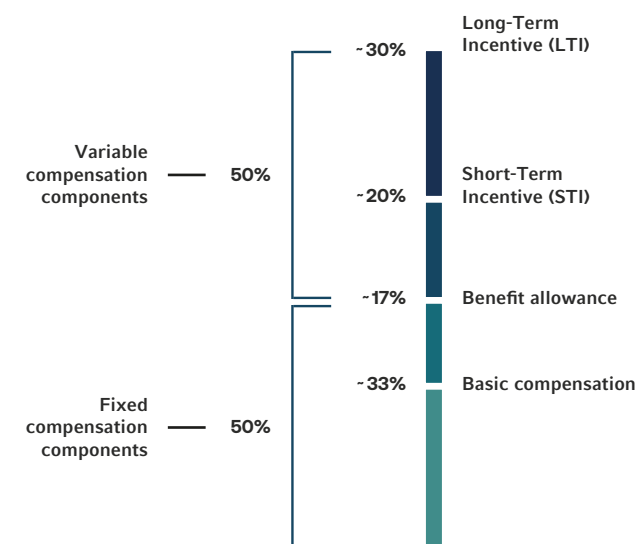 Long-Term
Incentive (LTI)
~30%
Variable
compensation
components
50%
Short-Term
Incentive (STI)
~20%
~17%
Benefit allowance
~33%
Basic compensation
Fixed
compensation
components
50%